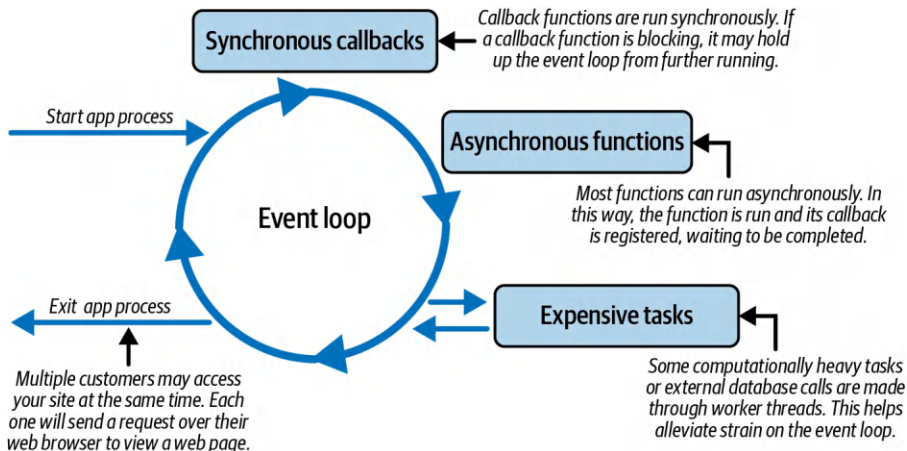 Synchronous callbacks
Callback functions are run synchronously. If
a callback function is blocking, it may hold
up the event loop from further running.
Start app process
Asynchronous functions
Most functions can run asynchronously. In
this way, the function is run and its callback
is registered, waiting to be completed.
Event loop
Exit app process
Expensive tasks
Multiple customers may access
your site at the same time. Each
one will send a request over their
web browser to view a web page.
Some computationally heavy tasks
or external database calls are made
through worker threads. This helps
alleviate strain on the event loop.